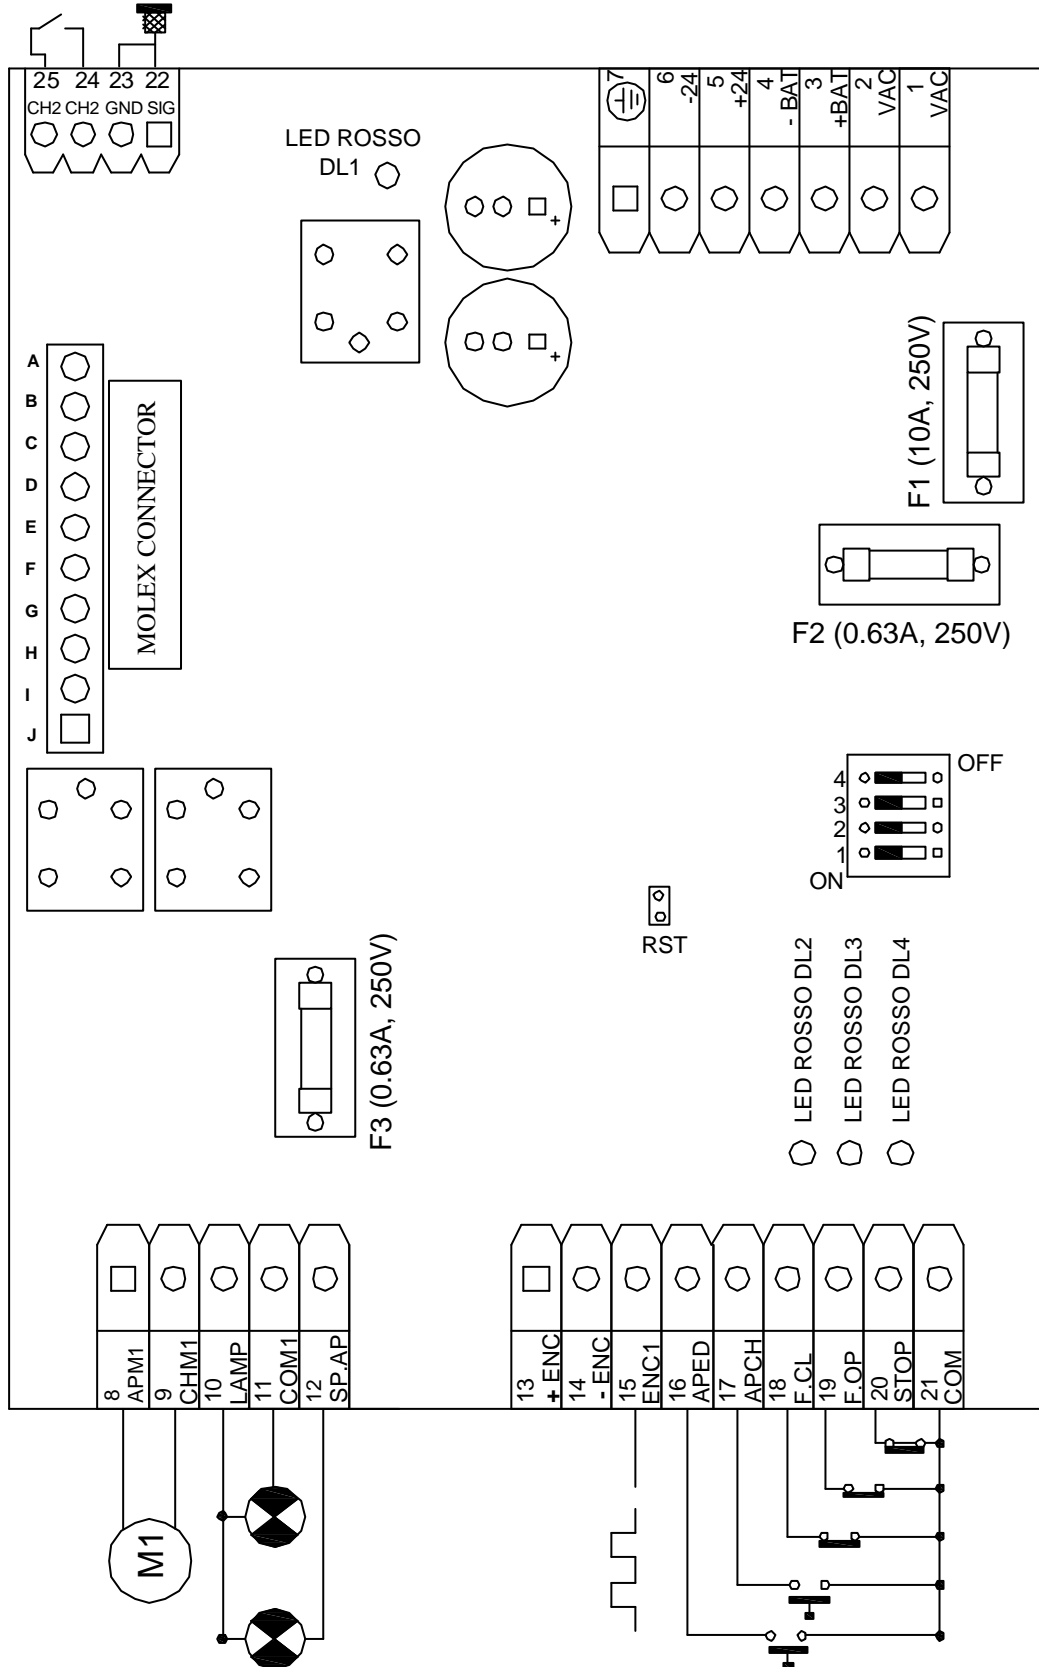 25 24 23 22
CH2 CH2 GND SIG
7
6 -24
5 +24
4 - BAT
3 +BAT
2 VAC
1 VAC
LED ROSSO
DL1
A
B
C
D
E
F
G
H
I
J
MOLEX CONNECTOR
F1 (10A, 250V)
F2 (0.63A, 250V)
OFF
4
3
2
1
ON
RST
LED ROSSO DL2
LED ROSSO DL3
LED ROSSO DL4
F3 (0.63A, 250V)
8 APM1
9 CHM1
10 LAMP
11 COM1
12 SP.AP
13 + ENC
14 - ENC
15 ENC1
16 APED
17 APCH
18 F.CL
19 F.OP
20 STOP
21 COM
M1
+
+